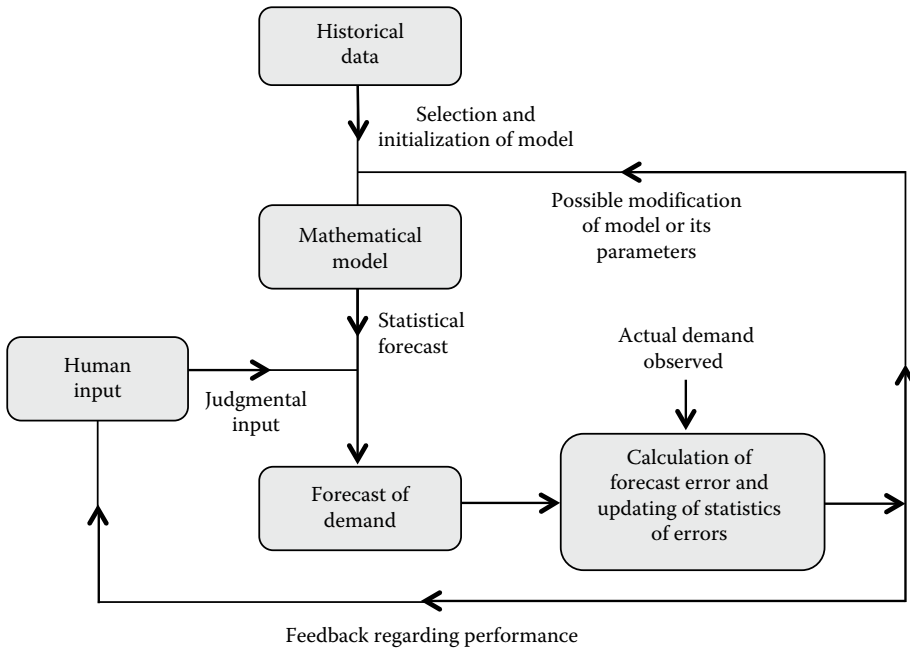 Historical
data
Selection and
initialization of model
Possible modification
of model or its
parameters
Mathematical
model
Statistical
forecast
Actual demand
observed
Human
input
Judgmental
input
Calculation of
forecast error and
updating of statistics
of errors
Forecast of
demand
Feedback regarding performance